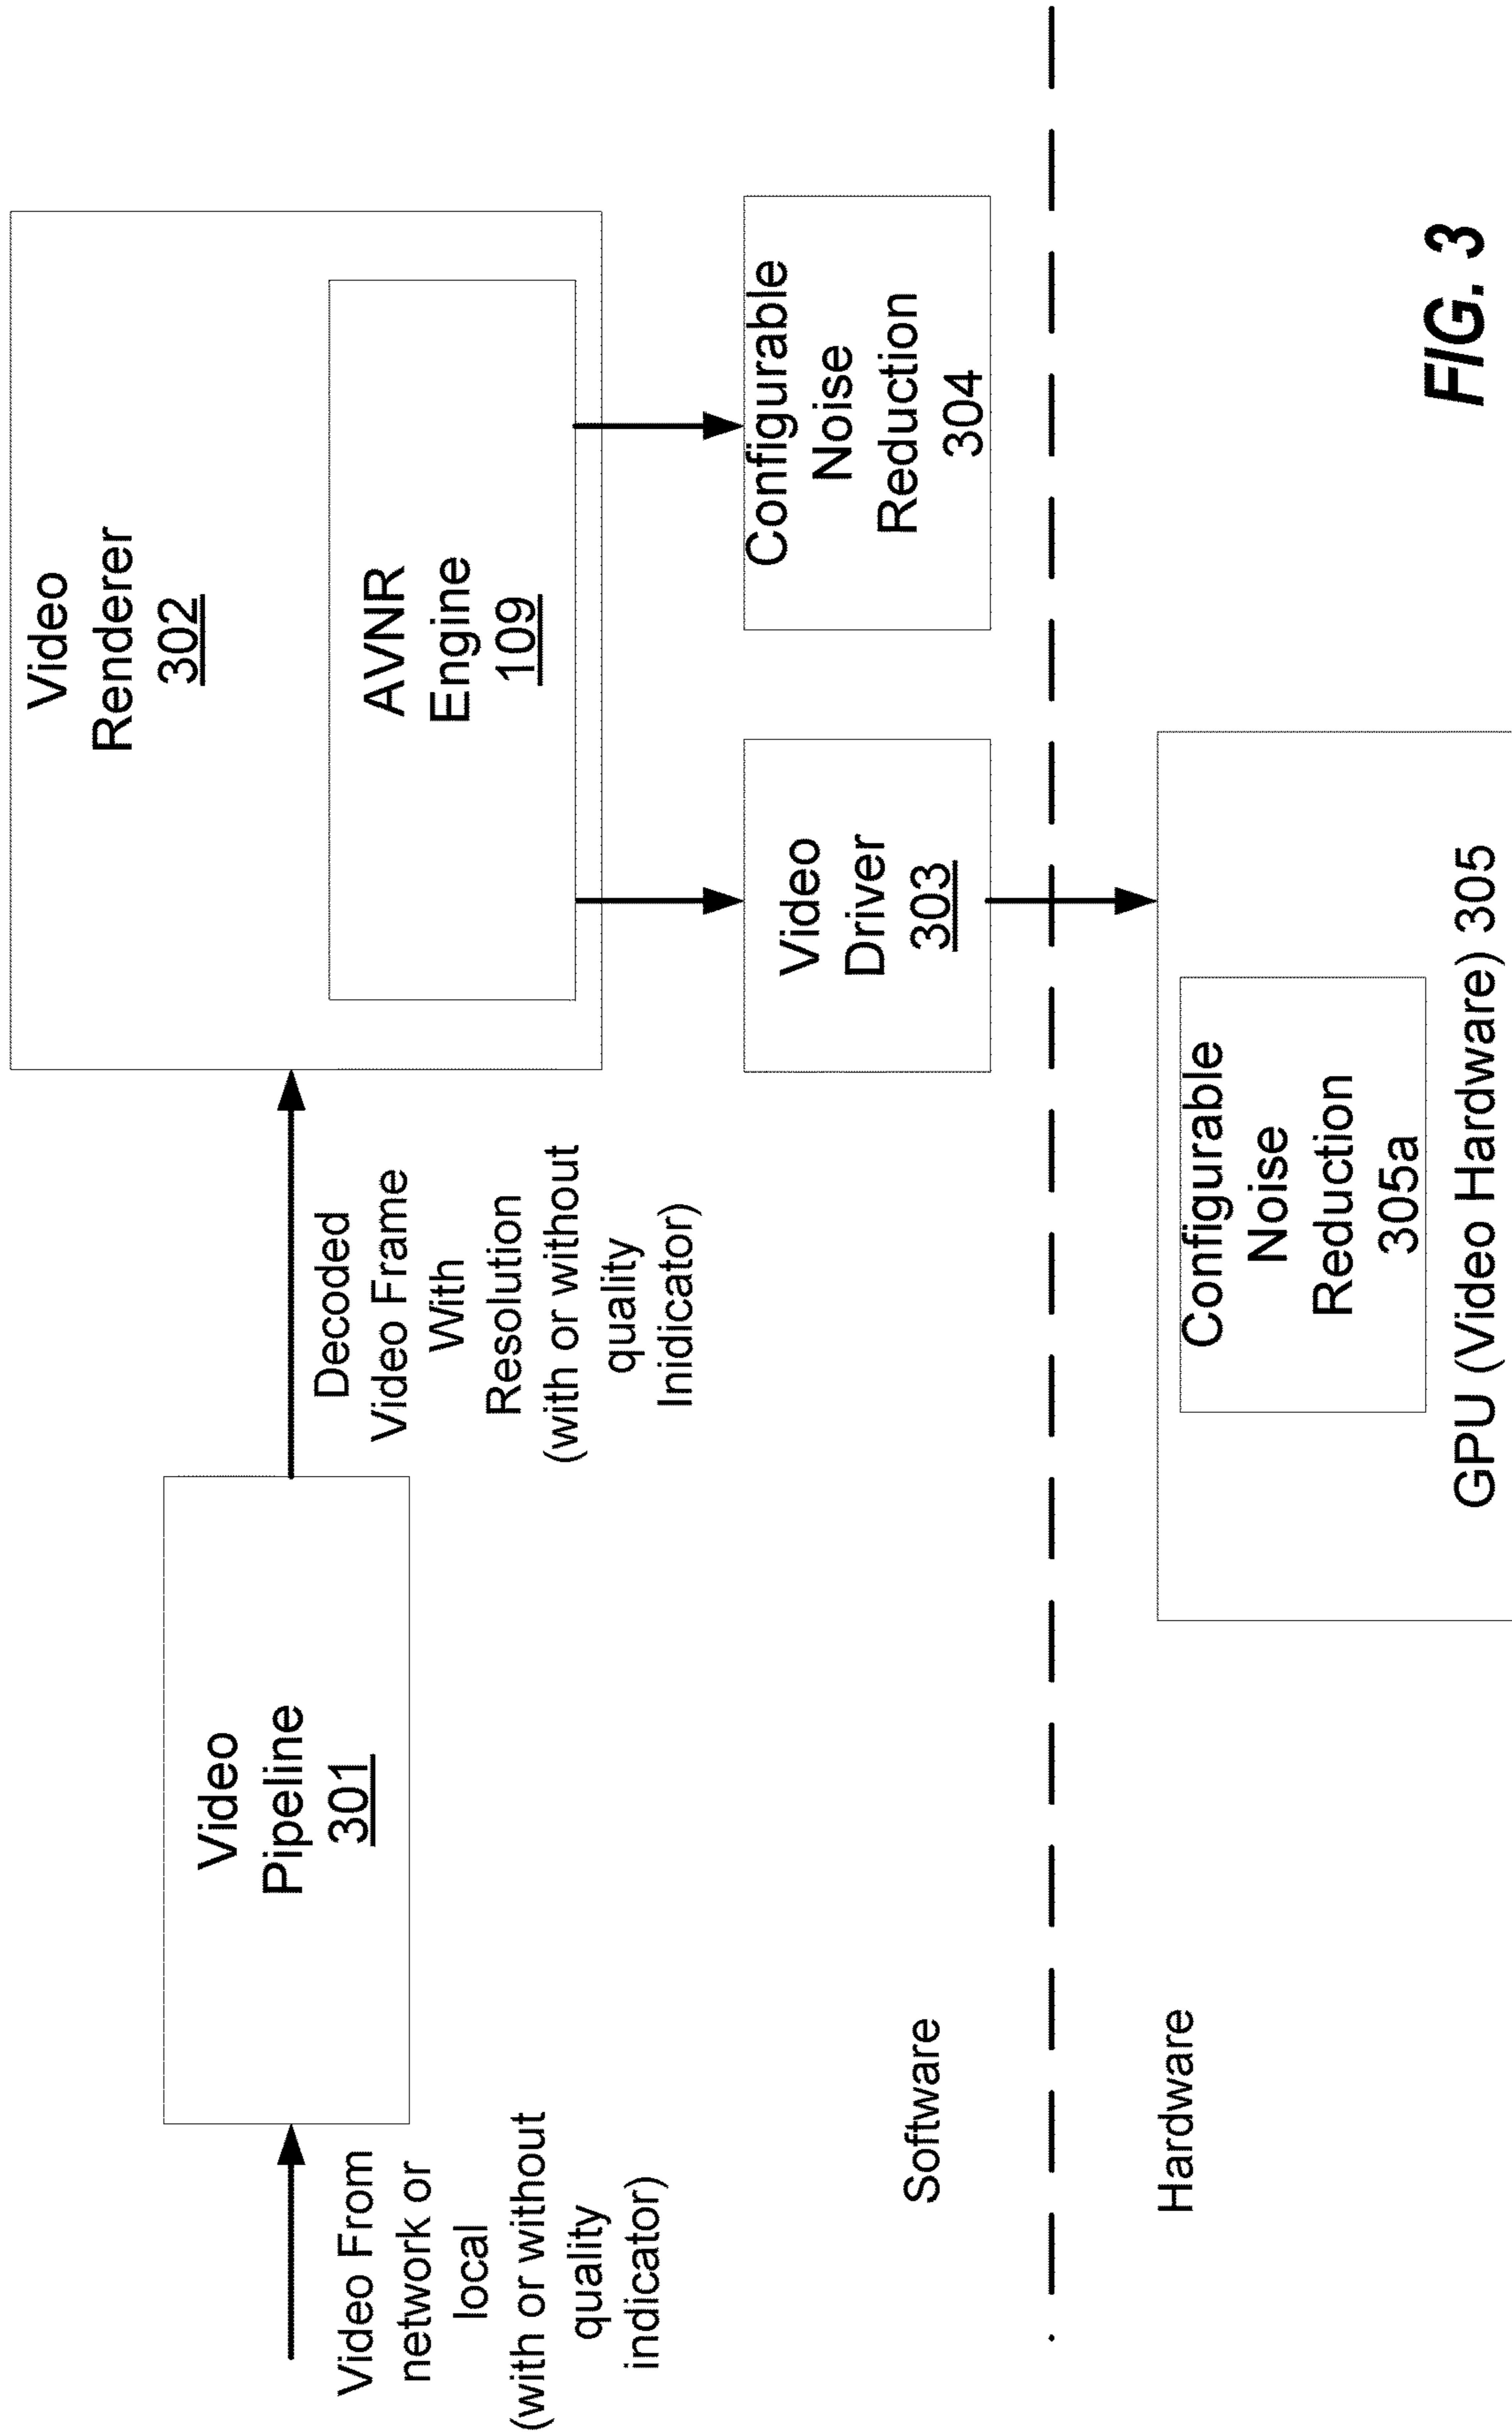 Video
Renderer
302
AVNR
Engine
109
Video
Pipeline
301
Video From
network or
local
(with or without
quality
indicator)
Decoded
Video Frame
With
Resolution
(with or without
quality
Inidicator)
Video
Driver
303
Configurable
Noise
Reduction
304
Software
Hardware
Configurable
Noise
Reduction
305a
GPU (Video Hardware) 305
FIG. 3